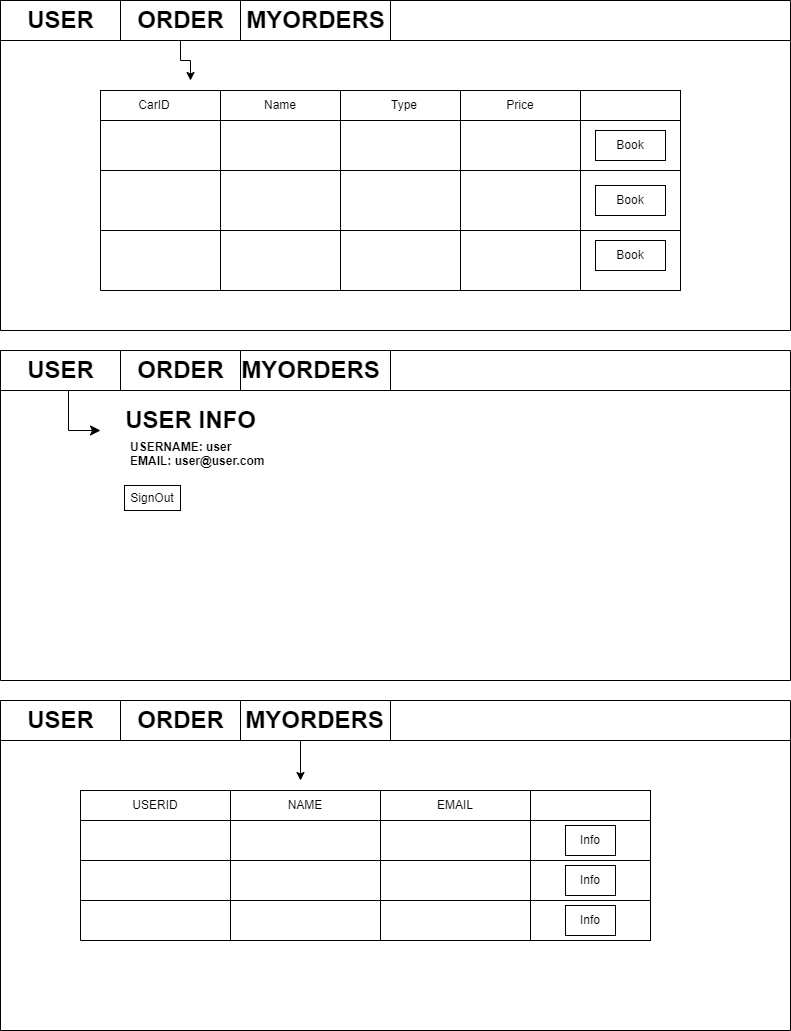 USER ORDER MYORDERS
CarID Name Type Price
Book
Book
Book
USER ORDER MYORDERS
USER INFO
USERNAME: user
EMAIL: user@user.com
SignOut
USER ORDER MYORDERS
USERID NAME EMAIL
Info
Info
Info